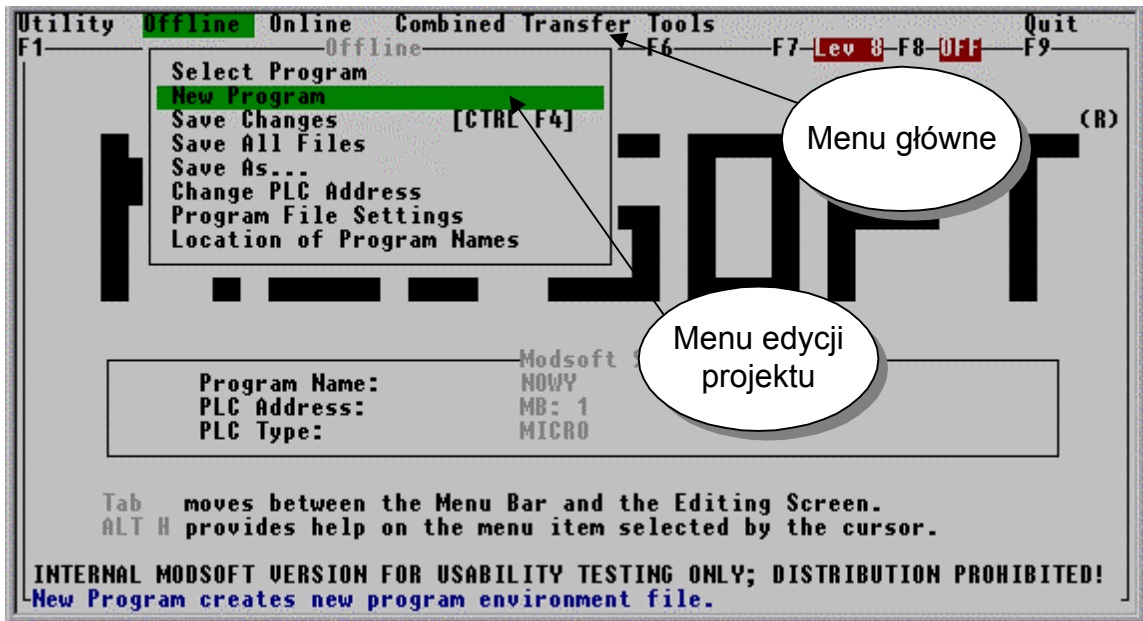 Utility Offline Online Combined Transfer Tools Quit
F1 Offline F6 F7 Lev 8 F8 OFF F9
Select Program
New Program
Save Changes [CTRL F4]
Save All Files
Save As...
Change PLC Address
Program File Settings
Location of Program Names
(R)
Menu główne
Menu edycji
projektu
Modsoft
Program Name: NOWY
PLC Address: MB: 1
PLC Type: MICRO
Tab moves between the Menu Bar and the Editing Screen.
ALT H provides help on the menu item selected by the cursor.
INTERNAL MODSOFT VERSION FOR USABILITY TESTING ONLY; DISTRIBUTION PROHIBITED!
New Program creates new program environment file.